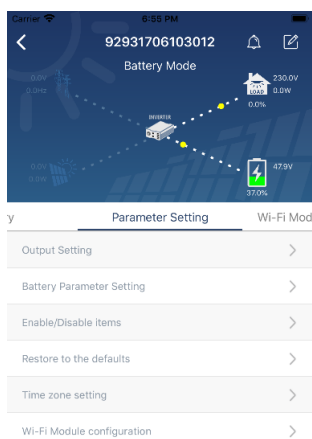 Carrier 6:55 PM
92931706103012
Battery Mode
0.0V
0.0Hz
230.0V
0.0W
LOAD
0.0%
INVERTER
0.0V
0.0W
47.9V
37.0%
ry Parameter Setting Wi-Fi Mod
Output Setting
Battery Parameter Setting
Enable/Disable items
Restore to the defaults
Time zone setting
Wi-Fi Module configuration